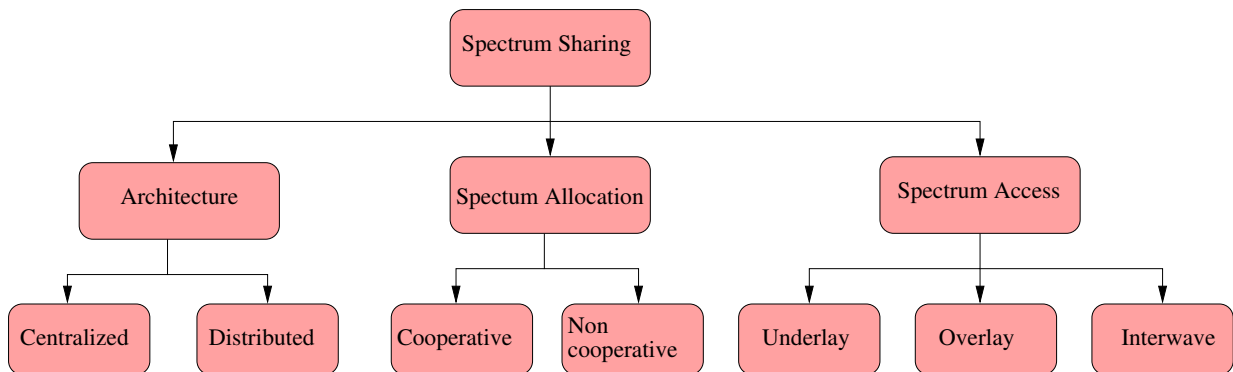 Spectrum Sharing
Architecture
Spectum Allocation
Spectrum Access
Centralized
Distributed
Cooperative
Non
cooperative
Underlay
Overlay
Interwave